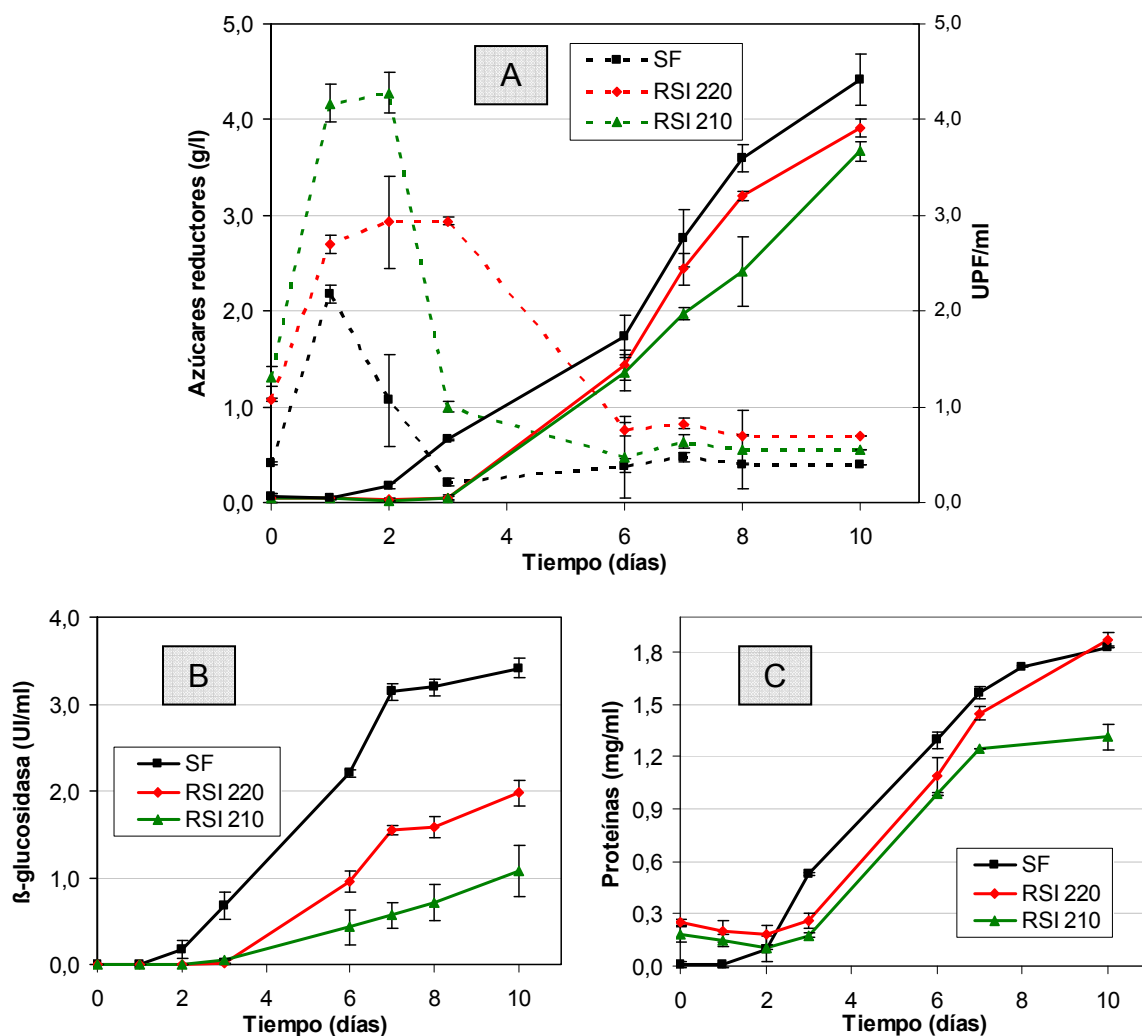 A
SF
RSI 220
RSI 210
Azúcares reductores (g/l)
5,0
4,0
3,0
2,0
1,0
0,0
UPF/ml
5,0
4,0
3,0
2,0
1,0
0,0
0 2 4 6 8 10
Tiempo (días)
B
SF
RSI 220
RSI 210
ß-glucosidasa (UI/ml)
4,0
3,0
2,0
1,0
0,0
0 2 4 6 8 10
Tiempo (días)
C
SF
RSI 220
RSI 210
Proteínas (mg/ml)
1,8
1,5
1,2
0,9
0,6
0,3
0,0
0 2 4 6 8 10
Tiempo (días)